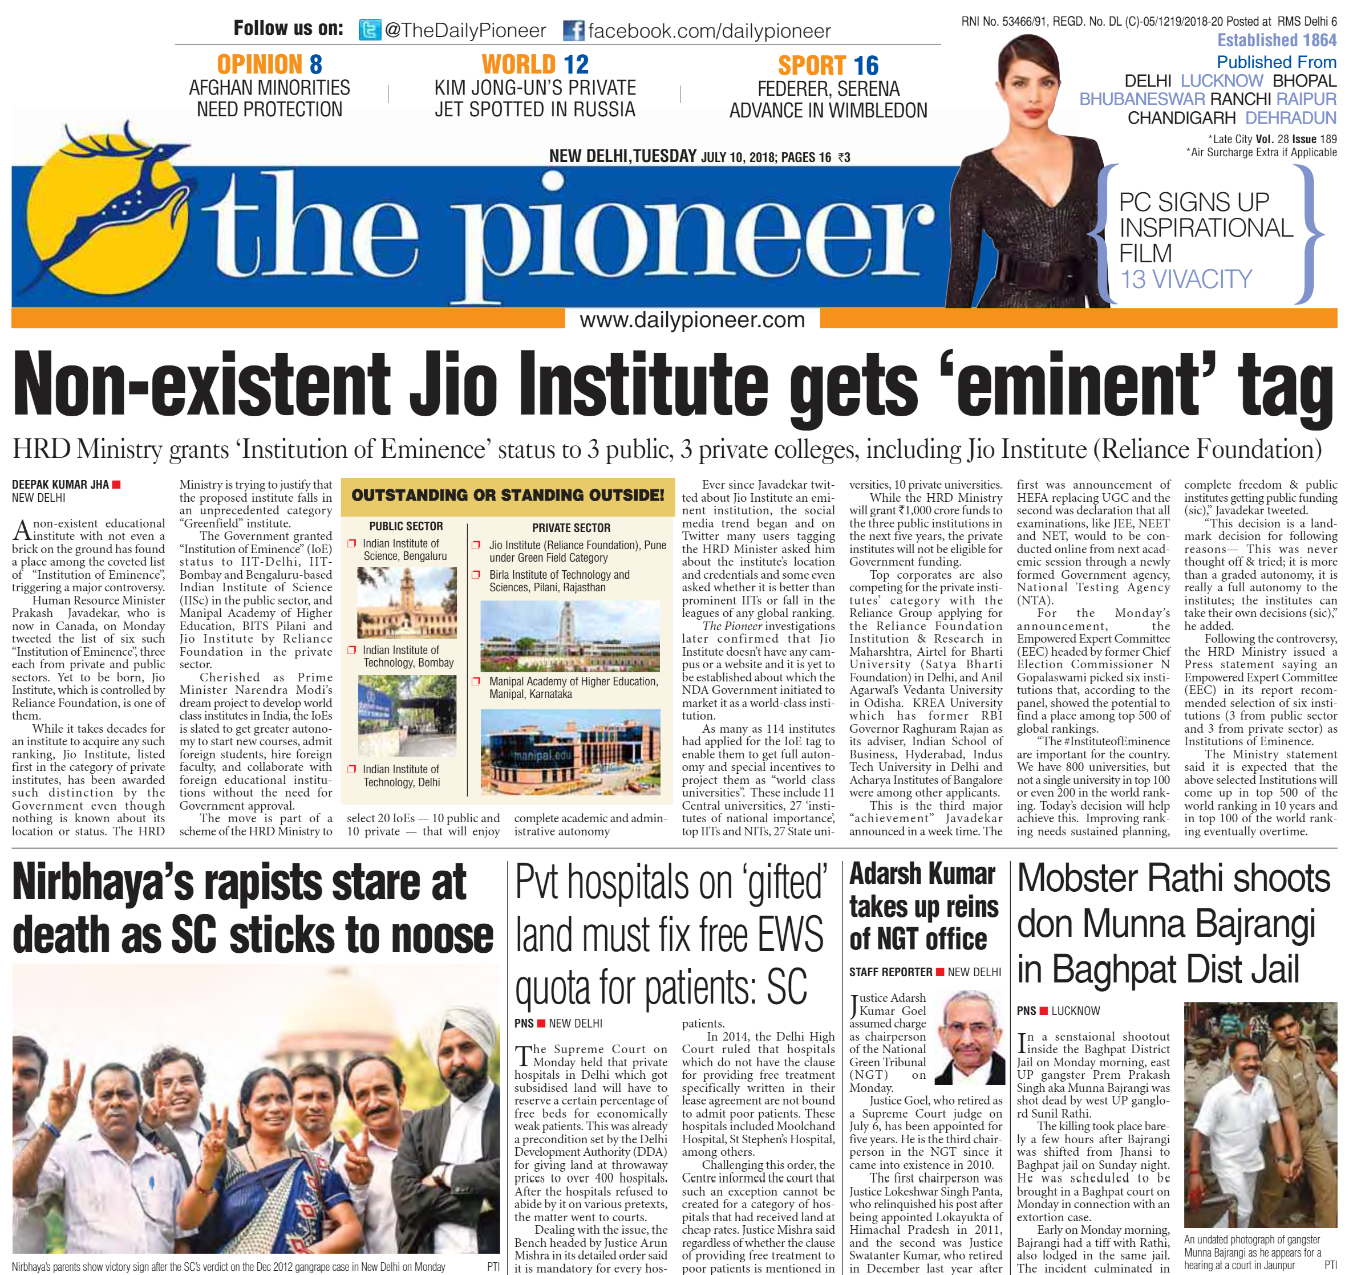 Follow us on: @TheDailyPioneer facebook.com/dailypioneer
RNI No. 53466/91, REGD. No. DL (C)-05/1219/2018-20 Posted at RMS Delhi 6
Established 1864
Published From
DELHI LUCKNOW BHOPAL
BHUBANESWAR RANCHI RAIPUR
CHANDIGARH DEHRADUN
*Late City Vol. 28 Issue 189
*Air Surcharge Extra if Applicable
OPINION 8
AFGHAN MINORITIES
NEED PROTECTION
WORLD 12
KIM JONG-UN'S PRIVATE
JET SPOTTED IN RUSSIA
SPORT 16
FEDERER, SERENA
ADVANCE IN WIMBLEDON
NEW DELHI, TUESDAY JULY 10, 2018; PAGES 16 ₹3
the pioneer
PC SIGNS UP
INSPIRATIONAL
FILM
13 VIVACITY
www.dailypioneer.com
Non-existent Jio Institute gets 'eminent' tag
HRD Ministry grants 'Institution of Eminence' status to 3 public, 3 private colleges, including Jio Institute (Reliance Foundation)
DEEPAK KUMAR JHA
NEW DELHI
A non-existent educational
institute with not even a
brick on the ground has found
a place among the coveted list
of "Institution of Eminence",
triggering a major controversy.
Human Resource Minister
Prakash Javadekar, who is
now in Canada, on Monday
tweeted the list of six such
"Institution of Eminence", three
each from private and public
sectors. Yet to be born, Jio
Institute, which is controlled by
Reliance Foundation, is one of
them.
While it takes decades for
an institute to acquire any such
ranking, Jio Institute, listed
first in the category of private
institutes, has been awarded
such distinction by the
Government even though
nothing is known about its
location or status. The HRD
Ministry is trying to justify that
the proposed institute falls in
an unprecedented category
"Greenfield" institute.
The Government granted
"Institution of Eminence" (IoE)
status to IIT-Delhi, IIT-
Bombay and Bengaluru-based
Indian Institute of Science
(IISc) in the public sector, and
Manipal Academy of Higher
Education, BITS Pilani and
Jio Institute by Reliance
Foundation in the private
sector.
Cherished as Prime
Minister Narendra Modi's
dream project to develop world
class institutes in India, the IoEs
is slated to get greater autono-
my to start new courses, admit
foreign students, hire foreign
faculty, and collaborate with
foreign educational institu-
tions without the need for
Government approval.
The move is part of a
scheme of the HRD Ministry to
OUTSTANDING OR STANDING OUTSIDE!
PUBLIC SECTOR
Indian Institute of
Science, Bengaluru
Indian Institute of
Technology, Bombay
Indian Institute of
Technology, Delhi
PRIVATE SECTOR
Jio Institute (Reliance Foundation), Pune
under Green Field Category
Birla Institute of Technology and
Sciences, Pilani, Rajasthan
Manipal Academy of Higher Education,
Manipal, Karnataka
manipal.edu
select 20 IoEs — 10 public and
10 private — that will enjoy
complete academic and admin-
istrative autonomy
Ever since Javadekar twit-
ted about Jio Institute an emi-
nent institution, the social
media trend began and on
Twitter many users tagging
the HRD Minister asked him
about the institute's location
and credentials and some even
asked whether it is better than
prominent IITs or fall in the
leagues of any global ranking.
The Pioneer investigations
later confirmed that Jio
Institute doesn't have any cam-
pus or a website and it is yet to
be established about which the
NDA Government initiated to
market it as a world-class insti-
tution.
As many as 114 institutes
had applied for the IoE tag to
enable them to get full auton-
omy and special incentives to
project them as "world class
universities". These include 11
Central universities, 27 'insti-
tutes of national importance',
top IITs and NITs, 27 State uni-
versities, 10 private universities.
While the HRD Ministry
will grant ₹1,000 crore funds to
the three public institutions in
the next five years, the private
institutes will not be eligible for
Government funding.
Top corporates are also
competing for the private insti-
tutes' category with the
Reliance Group applying for
the Reliance Foundation
Institution & Research in
Maharshtra, Airtel for Bharti
University (Satya Bharti
Foundation) in Delhi, and Anil
Agarwal's Vedanta University
in Odisha. KREA University
which has former RBI
Governor Raghuram Rajan as
its adviser, Indian School of
Business, Hyderabad, Indus
Tech University in Delhi and
Acharya Institutes of Bangalore
were among other applicants.
This is the third major
"achievement" Javadekar
announced in a week time. The
first was announcement of
HEFA replacing UGC and the
second was declaration that all
examinations, like JEE, NEET
and NET, would to be con-
ducted online from next acad-
emic session through a newly
formed Government agency,
National Testing Agency
(NTA).
For the Monday's
announcement, the
Empowered Expert Committee
(EEC) headed by former Chief
Election Commissioner N
Gopalaswami picked six insti-
tutions that, according to the
panel, showed the potential to
find a place among top 500 of
global rankings.
"The #InstituteofEminence
are important for the country.
We have 800 universities, but
not a single university in top 100
or even 200 in the world rank-
ing. Today's decision will help
achieve this. Improving rank-
ing needs sustained planning,
complete freedom & public
institutes getting public funding
(sic)," Javadekar tweeted.
"This decision is a land-
mark decision for following
reasons— This was never
thought off & tried; it is more
than a graded autonomy, it is
really a full autonomy to the
institutes; the institutes can
take their own decisions (sic),"
he added.
Following the controversy,
the HRD Ministry issued a
Press statement saying an
Empowered Expert Committee
(EEC) in its report recom-
mended selection of six insti-
tutions (3 from public sector
and 3 from private sector) as
Institutions of Eminence.
The Ministry statement
said it is expected that the
above selected Institutions will
come up in top 500 of the
world ranking in 10 years and
in top 100 of the world rank-
ing eventually overtime.
Nirbhaya's rapists stare at
death as SC sticks to noose
Nirbhaya's parents show victory sign after the SC's verdict on the Dec 2012 gangrape case in New Delhi on Monday PTI
Pvt hospitals on 'gifted'
land must fix free EWS
quota for patients: SC
PNS NEW DELHI
The Supreme Court on
Monday held that private
hospitals in Delhi which got
subsidised land will have to
reserve a certain percentage of
free beds for economically
weak patients. This was already
a precondition set by the Delhi
Development Authority (DDA)
for giving land at throwaway
prices to over 400 hospitals.
After the hospitals refused to
abide by it on various pretexts,
the matter went to courts.
Dealing with the issue, the
Bench headed by Justice Arun
Mishra in its detailed order said
it is mandatory for every hos-
patients.
In 2014, the Delhi High
Court ruled that hospitals
which do not have the clause
for providing free treatment
specifically written in their
lease agreement are not bound
to admit poor patients. These
hospitals included Moolchand
Hospital, St Stephen's Hospital,
among others.
Challenging this order, the
Centre informed the court that
such an exception cannot be
created for a category of hos-
pitals that had received land at
cheap rates. Justice Mishra said
regardless of whether the clause
of providing free treatment to
poor patients is mentioned in
Adarsh Kumar
takes up reins
of NGT office
STAFF REPORTER NEW DELHI
Justice Adarsh
Kumar Goel
assumed charge
as chairperson
of the National
Green Tribunal
(NGT) on
Monday.
Justice Goel, who retired as
a Supreme Court judge on
July 6, has been appointed for
five years. He is the third chair-
person in the NGT since it
came into existence in 2010.
The first chairperson was
Justice Lokeshwar Singh Panta,
who relinquished his post after
being appointed Lokayukta of
Himachal Pradesh in 2011,
and the second was Justice
Swatanter Kumar, who retired
in December last year after
Mobster Rathi shoots
don Munna Bajrangi
in Baghpat Dist Jail
PNS LUCKNOW
In a senstaional shootout
inside the Baghpat District
Jail on Monday morning, east
UP gangster Prem Prakash
Singh aka Munna Bajrangi was
shot dead by west UP ganglo-
rd Sunil Rathi.
The killing took place bare-
ly a few hours after Bajrangi
was shifted from Jhansi to
Baghpat jail on Sunday night.
He was scheduled to be
brought in a Baghpat court on
Monday in connection with an
extortion case.
Early on Monday morning,
Bajrangi had a tiff with Rathi,
also lodged in the same jail.
The incident culminated in
An undated photograph of gangster
Munna Bajrangi as he appears for a
hearing at a court in Jaunpur PTI